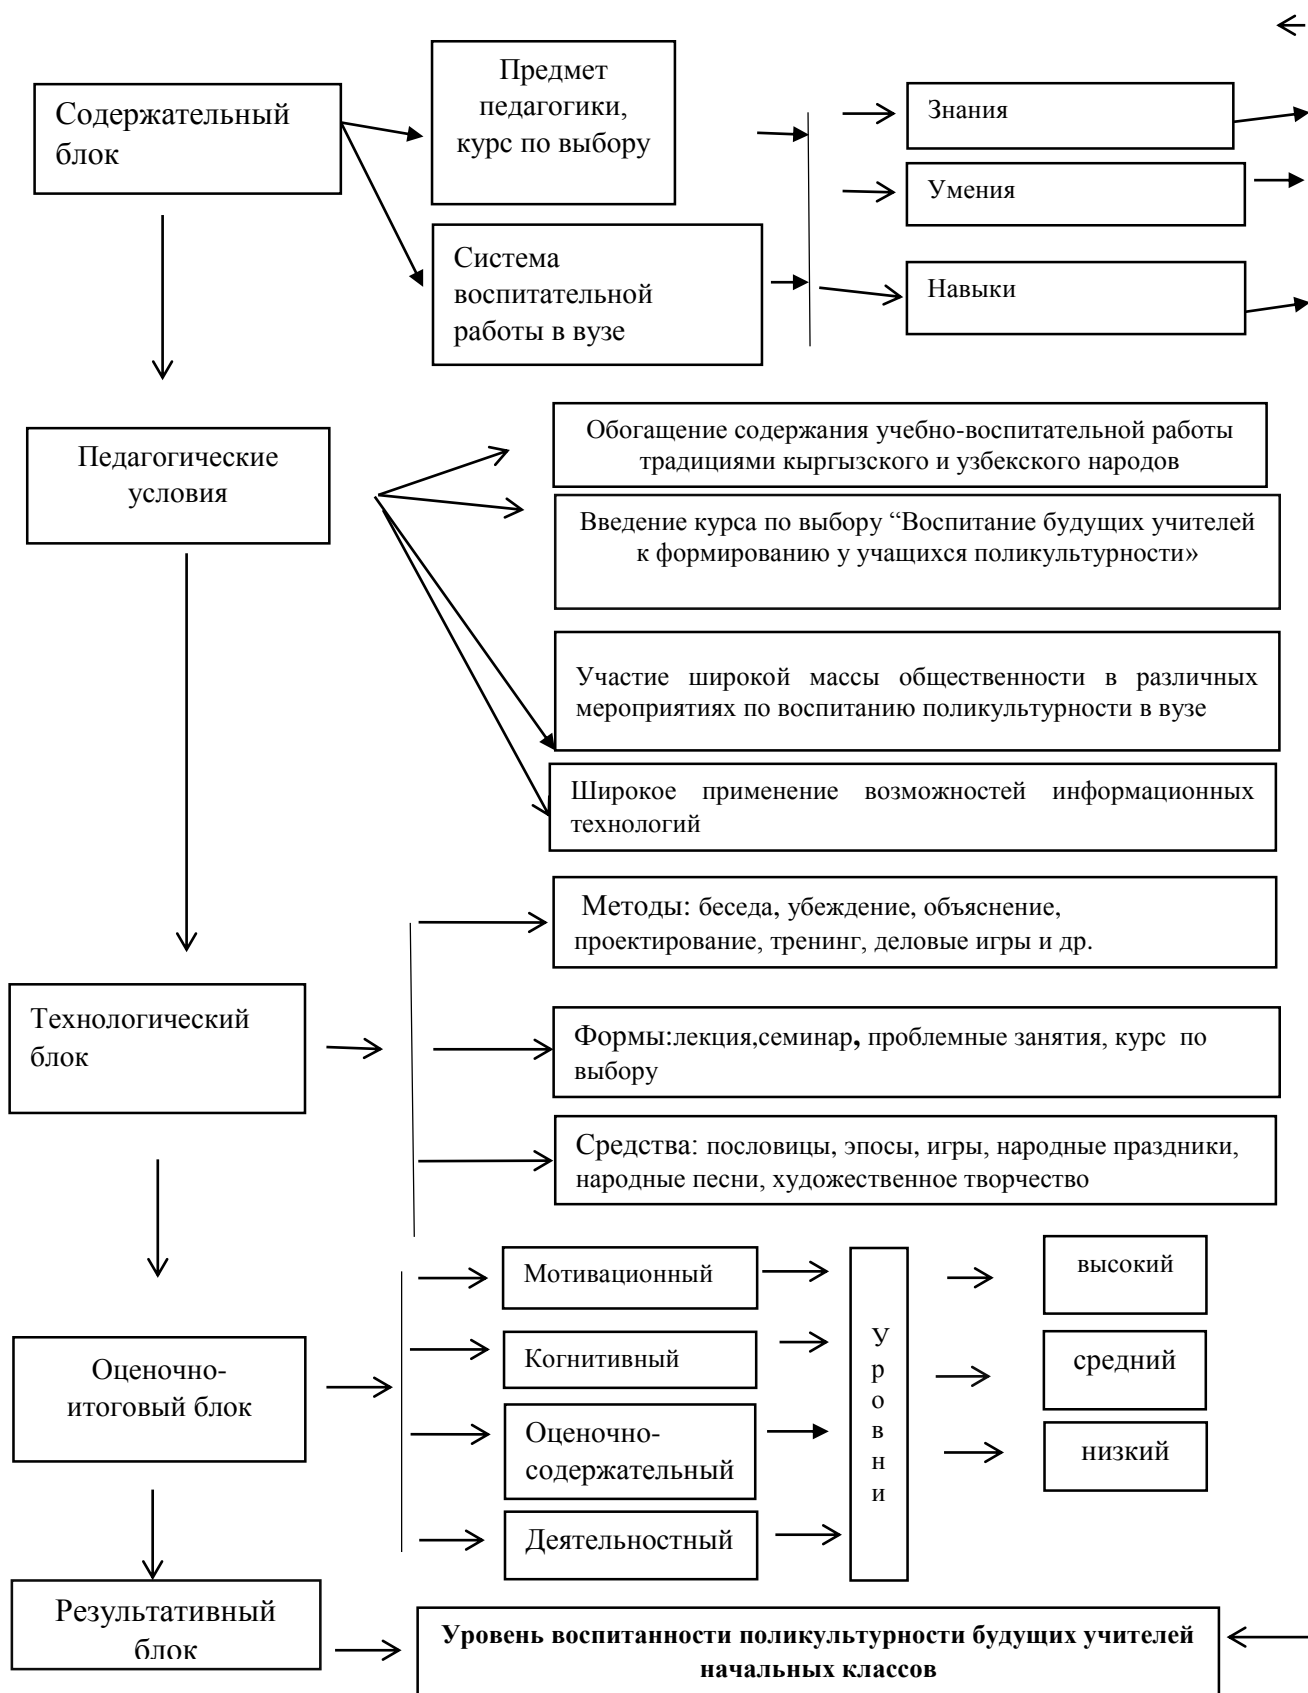 Содержательный
блок
Предмет
педагогики,
курс по выбору
Система
воспитательной
работы в вузе
Знания
Умения
Навыки
Педагогические
условия
Обогащение содержания учебно-воспитательной работы
традициями кыргызского и узбекского народов
Введение курса по выбору “Воспитание будущих учителей
к формированию у учащихся поликультурности»
Участие широкой массы общественности в различных
мероприятиях по воспитанию поликультурности в вузе
Широкое применение возможностей информационных
технологий
Технологический
блок
Методы: беседа, убеждение, объяснение,
проектирование, тренинг, деловые игры и др.
Формы:лекция,семинар, проблемные занятия, курс по
выбору
Средства: пословицы, эпосы, игры, народные праздники,
народные песни, художественное творчество
Оценочно-
итоговый блок
Мотивационный
Когнитивный
Оценочно-
содержательный
Деятельностный
У
р
о
в
н
и
высокий
средний
низкий
Результативный
блок
Уровень воспитанности поликультурности будущих учителей
начальных классов